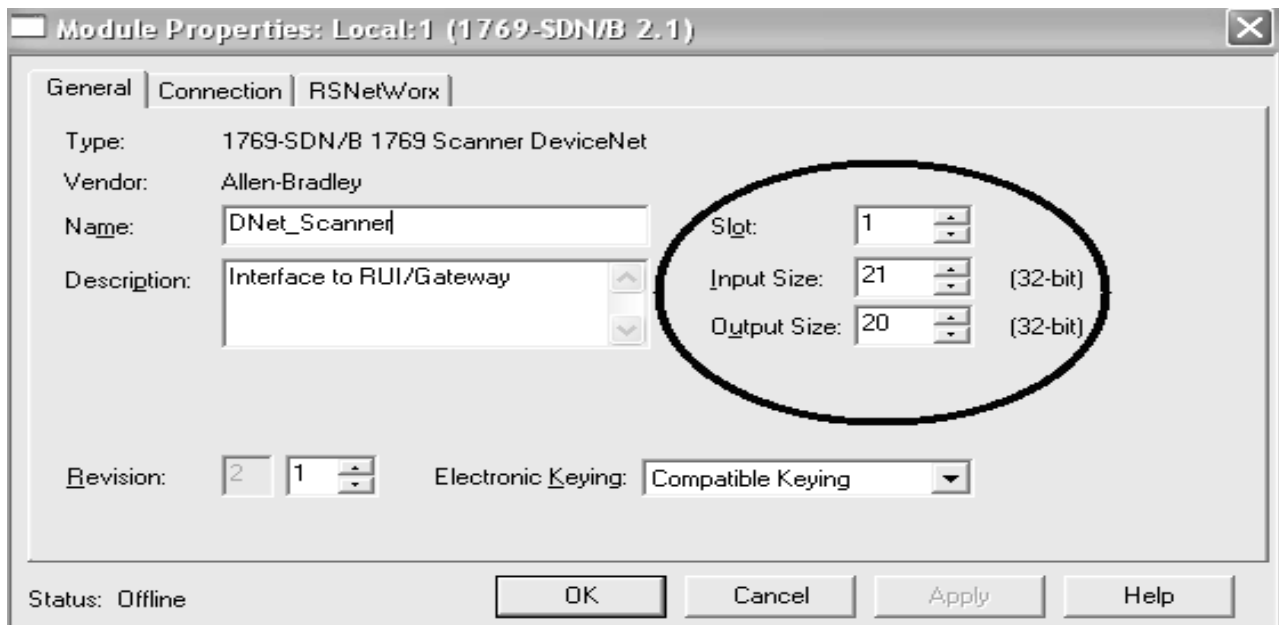 Module Properties: Local:1 (1769-SDN/B 2.1)
General Connection RSNetWorx
Type: 1769-SDN/B 1769 Scanner DeviceNet
Vendor: Allen-Bradley
Name: DNet_Scanner
Slot: 1
Description: Interface to RUI/Gateway
Input Size: 21 (32-bit)
Output Size: 20 (32-bit)
Revision: 2 1 Electronic Keying: Compatible Keying
Status: Offline OK Cancel Apply Help